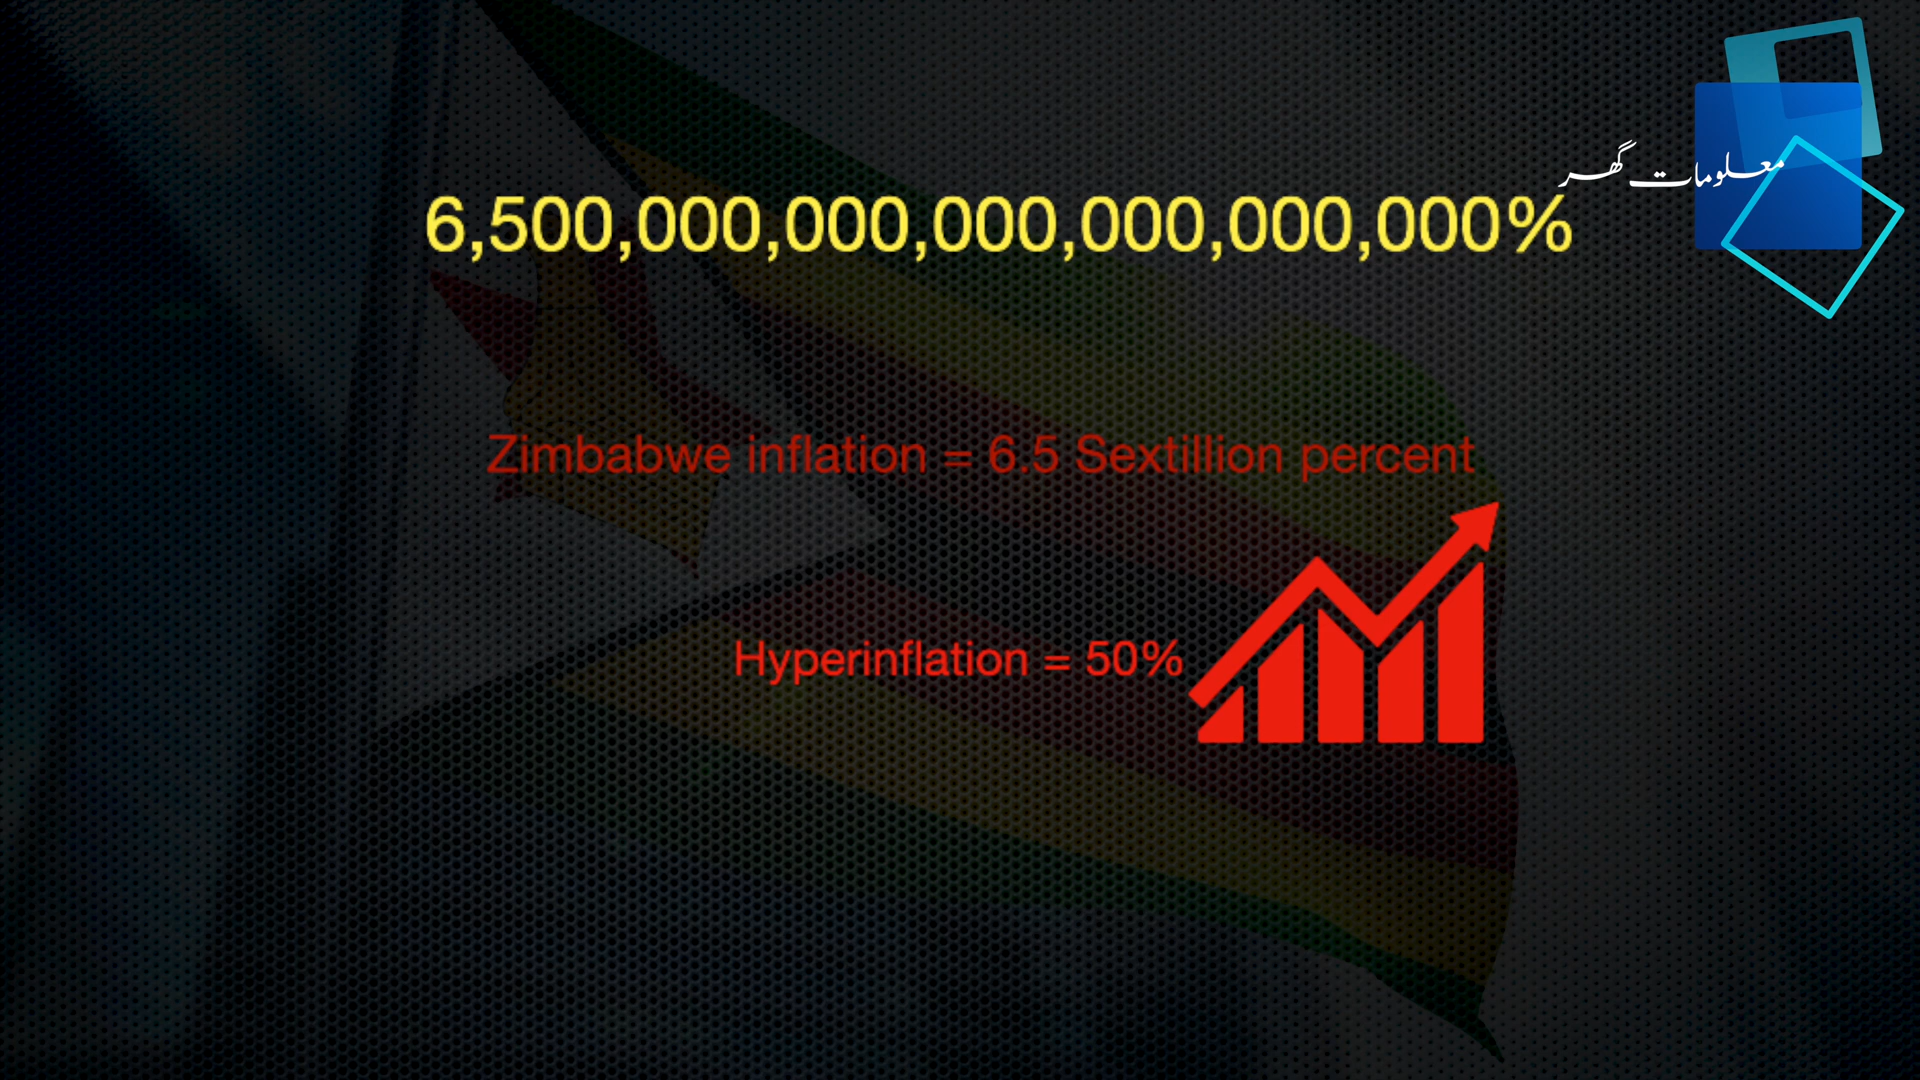 معلومات گھر
6,500,000,000,000,000,000,000%
Zimbabwe inflation = 6.5 Sextillion percent
Hyperinflation = 50%